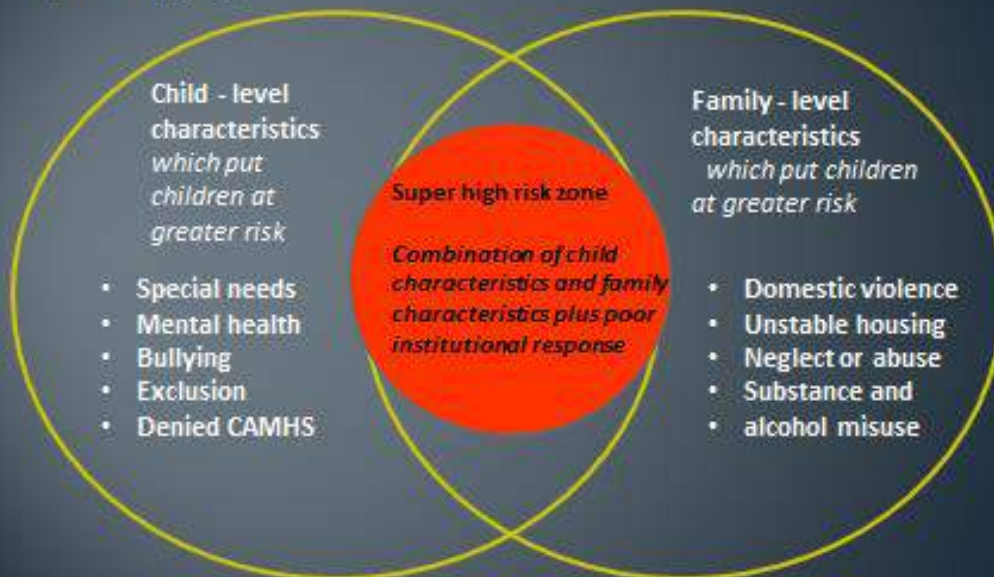 Child - level
characteristics
which put
children at
greater risk
• Special needs
• Mental health
• Bullying
• Exclusion
• Denied CAMHS
Super high risk zone
Combination of child
characteristics and family
characteristics plus poor
institutional response
Family - level
characteristics
which put children
at greater risk
• Domestic violence
• Unstable housing
• Neglect or abuse
• Substance and
• alcohol misuse